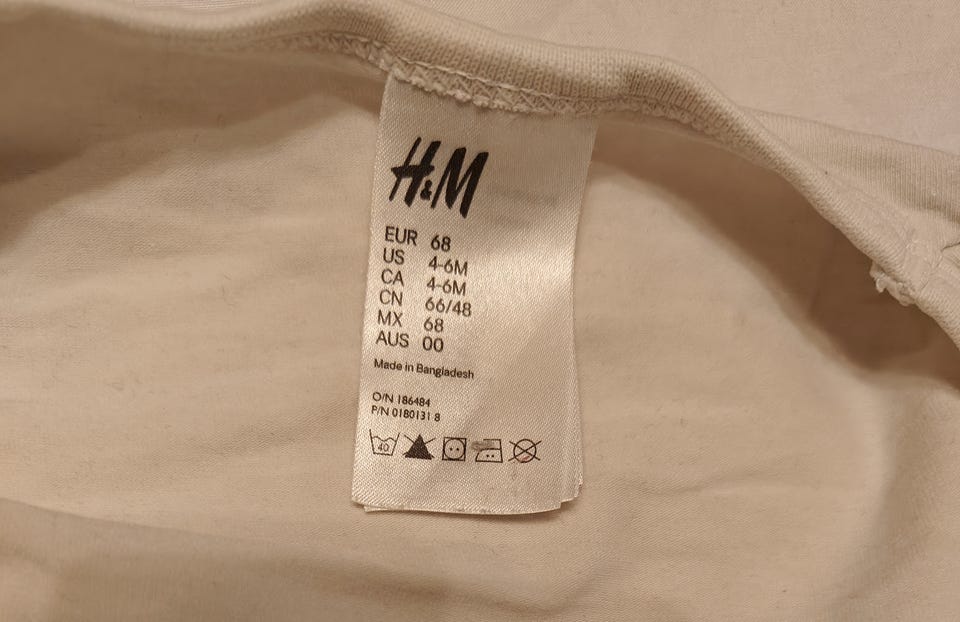 H&M
EUR 68
US 4-6M
CA 4-6M
CN 66/48
MX 68
AUS 00
Made in Bangladesh
O/N 186484
P/N 0180131 8
40